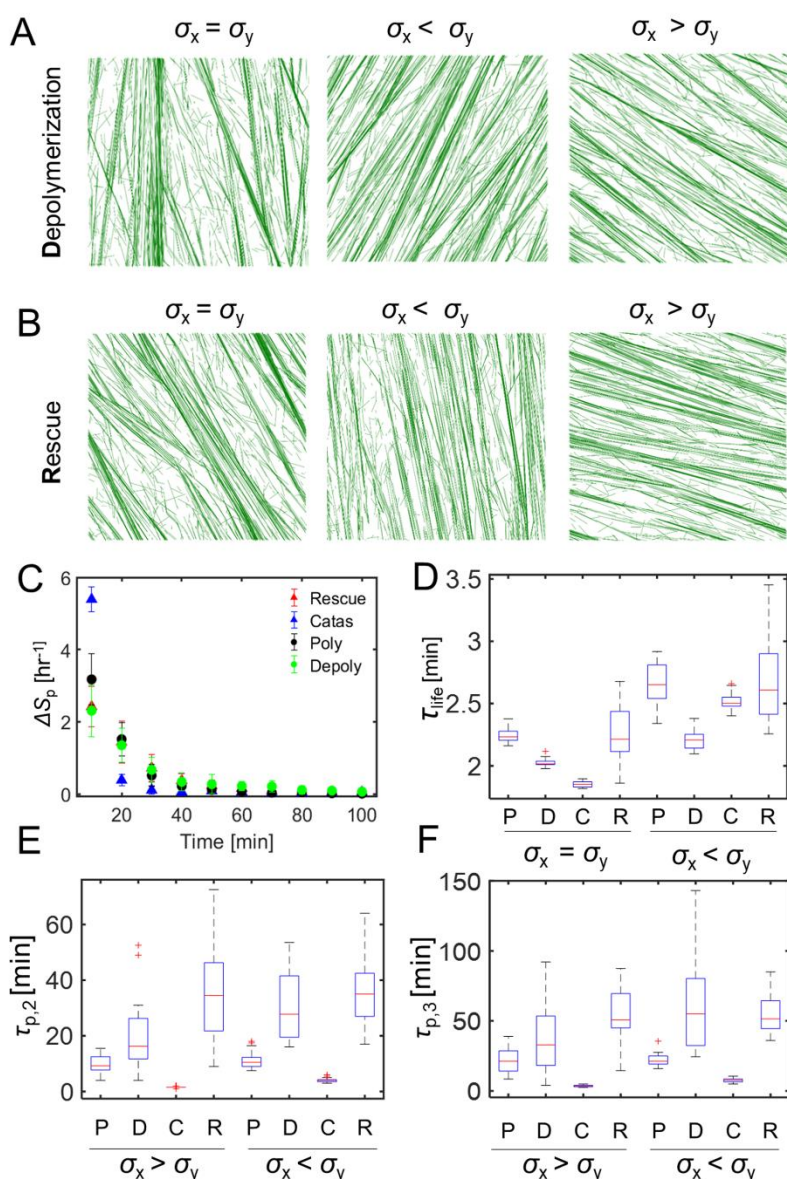 A
σx = σy
σx < σy
σx > σy
Depolymerization
B
σx = σy
σx < σy
σx > σy
Rescue
C
6
4
2
0
ΔSp [hr⁻¹]
20
40
60
80
100
Time [min]
Rescue
Catas
Poly
Depoly
D
3.5
3
2.5
2
τlife [min]
P D C R P D C R
σx = σy
σx < σy
E
60
40
20
0
τp,2 [min]
P D C R P D C R
σx > σy
σx < σy
F
150
100
50
0
τp,3 [min]
P D C R P D C R
σx > σy
σx < σy